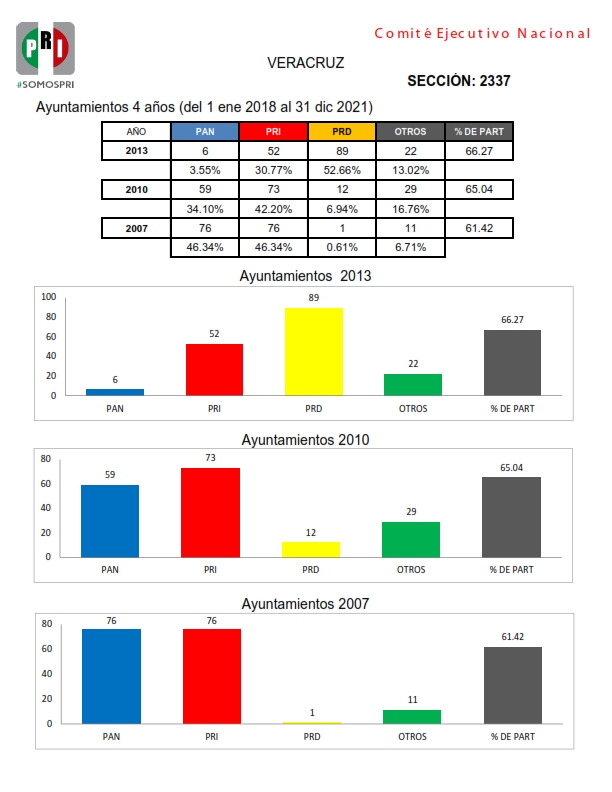 Comité Ejecutivo Nacional
PRI
#SOMOSPRI
VERACRUZ
SECCIÓN: 2337
Ayuntamientos 4 años (del 1 ene 2018 al 31 dic 2021)
AÑO PAN PRI PRD OTROS % DE PART
2013 6 52 89 22 66.27
3.55% 30.77% 52.66% 13.02%
2010 59 73 12 29 65.04
34.10% 42.20% 6.94% 16.76%
2007 76 76 1 11 61.42
46.34% 46.34% 0.61% 6.71%
Ayuntamientos 2013
100
80
60
40
20
0
6
52
89
22
66.27
PAN PRI PRD OTROS % DE PART
Ayuntamientos 2010
80
60
40
20
0
59
73
12
29
65.04
PAN PRI PRD OTROS % DE PART
Ayuntamientos 2007
80
60
40
20
0
76
76
1
11
61.42
PAN PRI PRD OTROS % DE PART